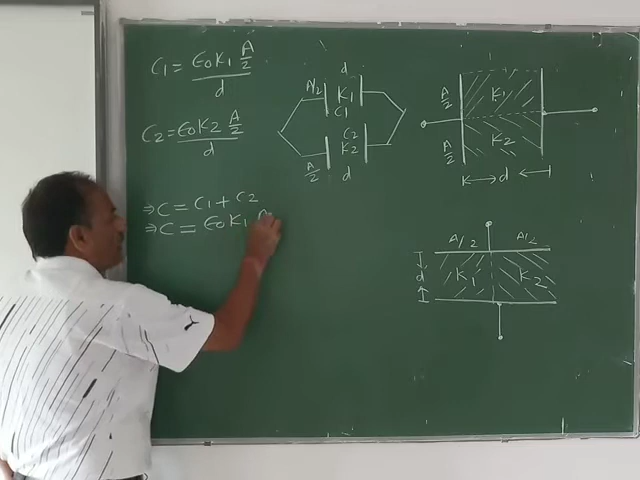 C₁ = ε₀K₁ A/2 / d
C₂ = ε₀K₂ A/2 / d
⇒ C = C₁ + C₂
⇒ C = ε₀K₁
d
A/2 K₁
C₁
C₂
K₂
A/2 d
A/2 K₁
A/2 K₂
d
A/2 A/2
d K₁ K₂